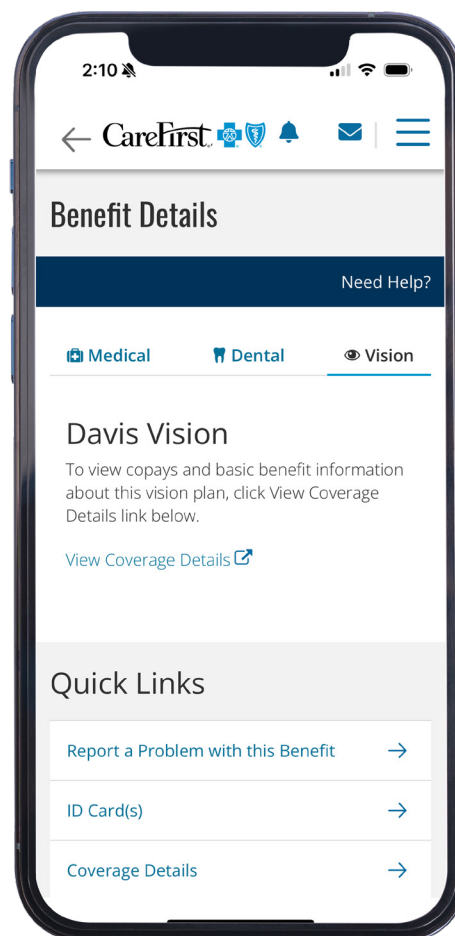 2:10
CareFirst
Benefit Details
Need Help?
Medical
Dental
Vision
Davis Vision
To view copays and basic benefit information
about this vision plan, click View Coverage
Details link below.
View Coverage Details
Quick Links
Report a Problem with this Benefit
ID Card(s)
Coverage Details